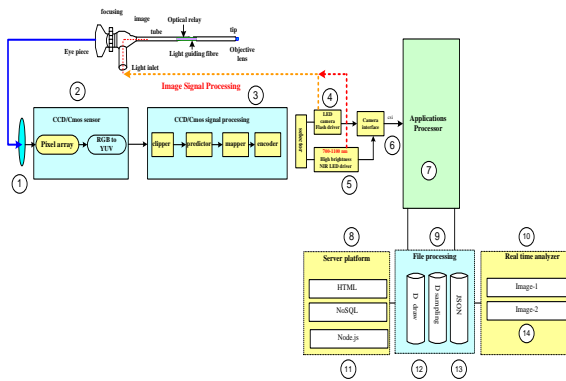 focusing
image
Optical relay
tip
tube
Eye piece
Light guiding fibre
Objective
lens
Light inlet
Image Signal Processing
2
3
4
CCD/Cmos sensor
CCD/Cmos signal processing
LED
camera
Flash driver
Camera
interface
csi
Applications
Processor
Pixel array
RGB to
YUV
clipper
predictor
mapper
encoder
700-1100 nm
High brightness
NIR LED driver
1
5
6
7
8
9
10
Server platform
File processing
Real time analyzer
HTML
NoSQL
Node.js
D- draw
D-sampling
JSON
Image-1
Image-2
14
11
12
13